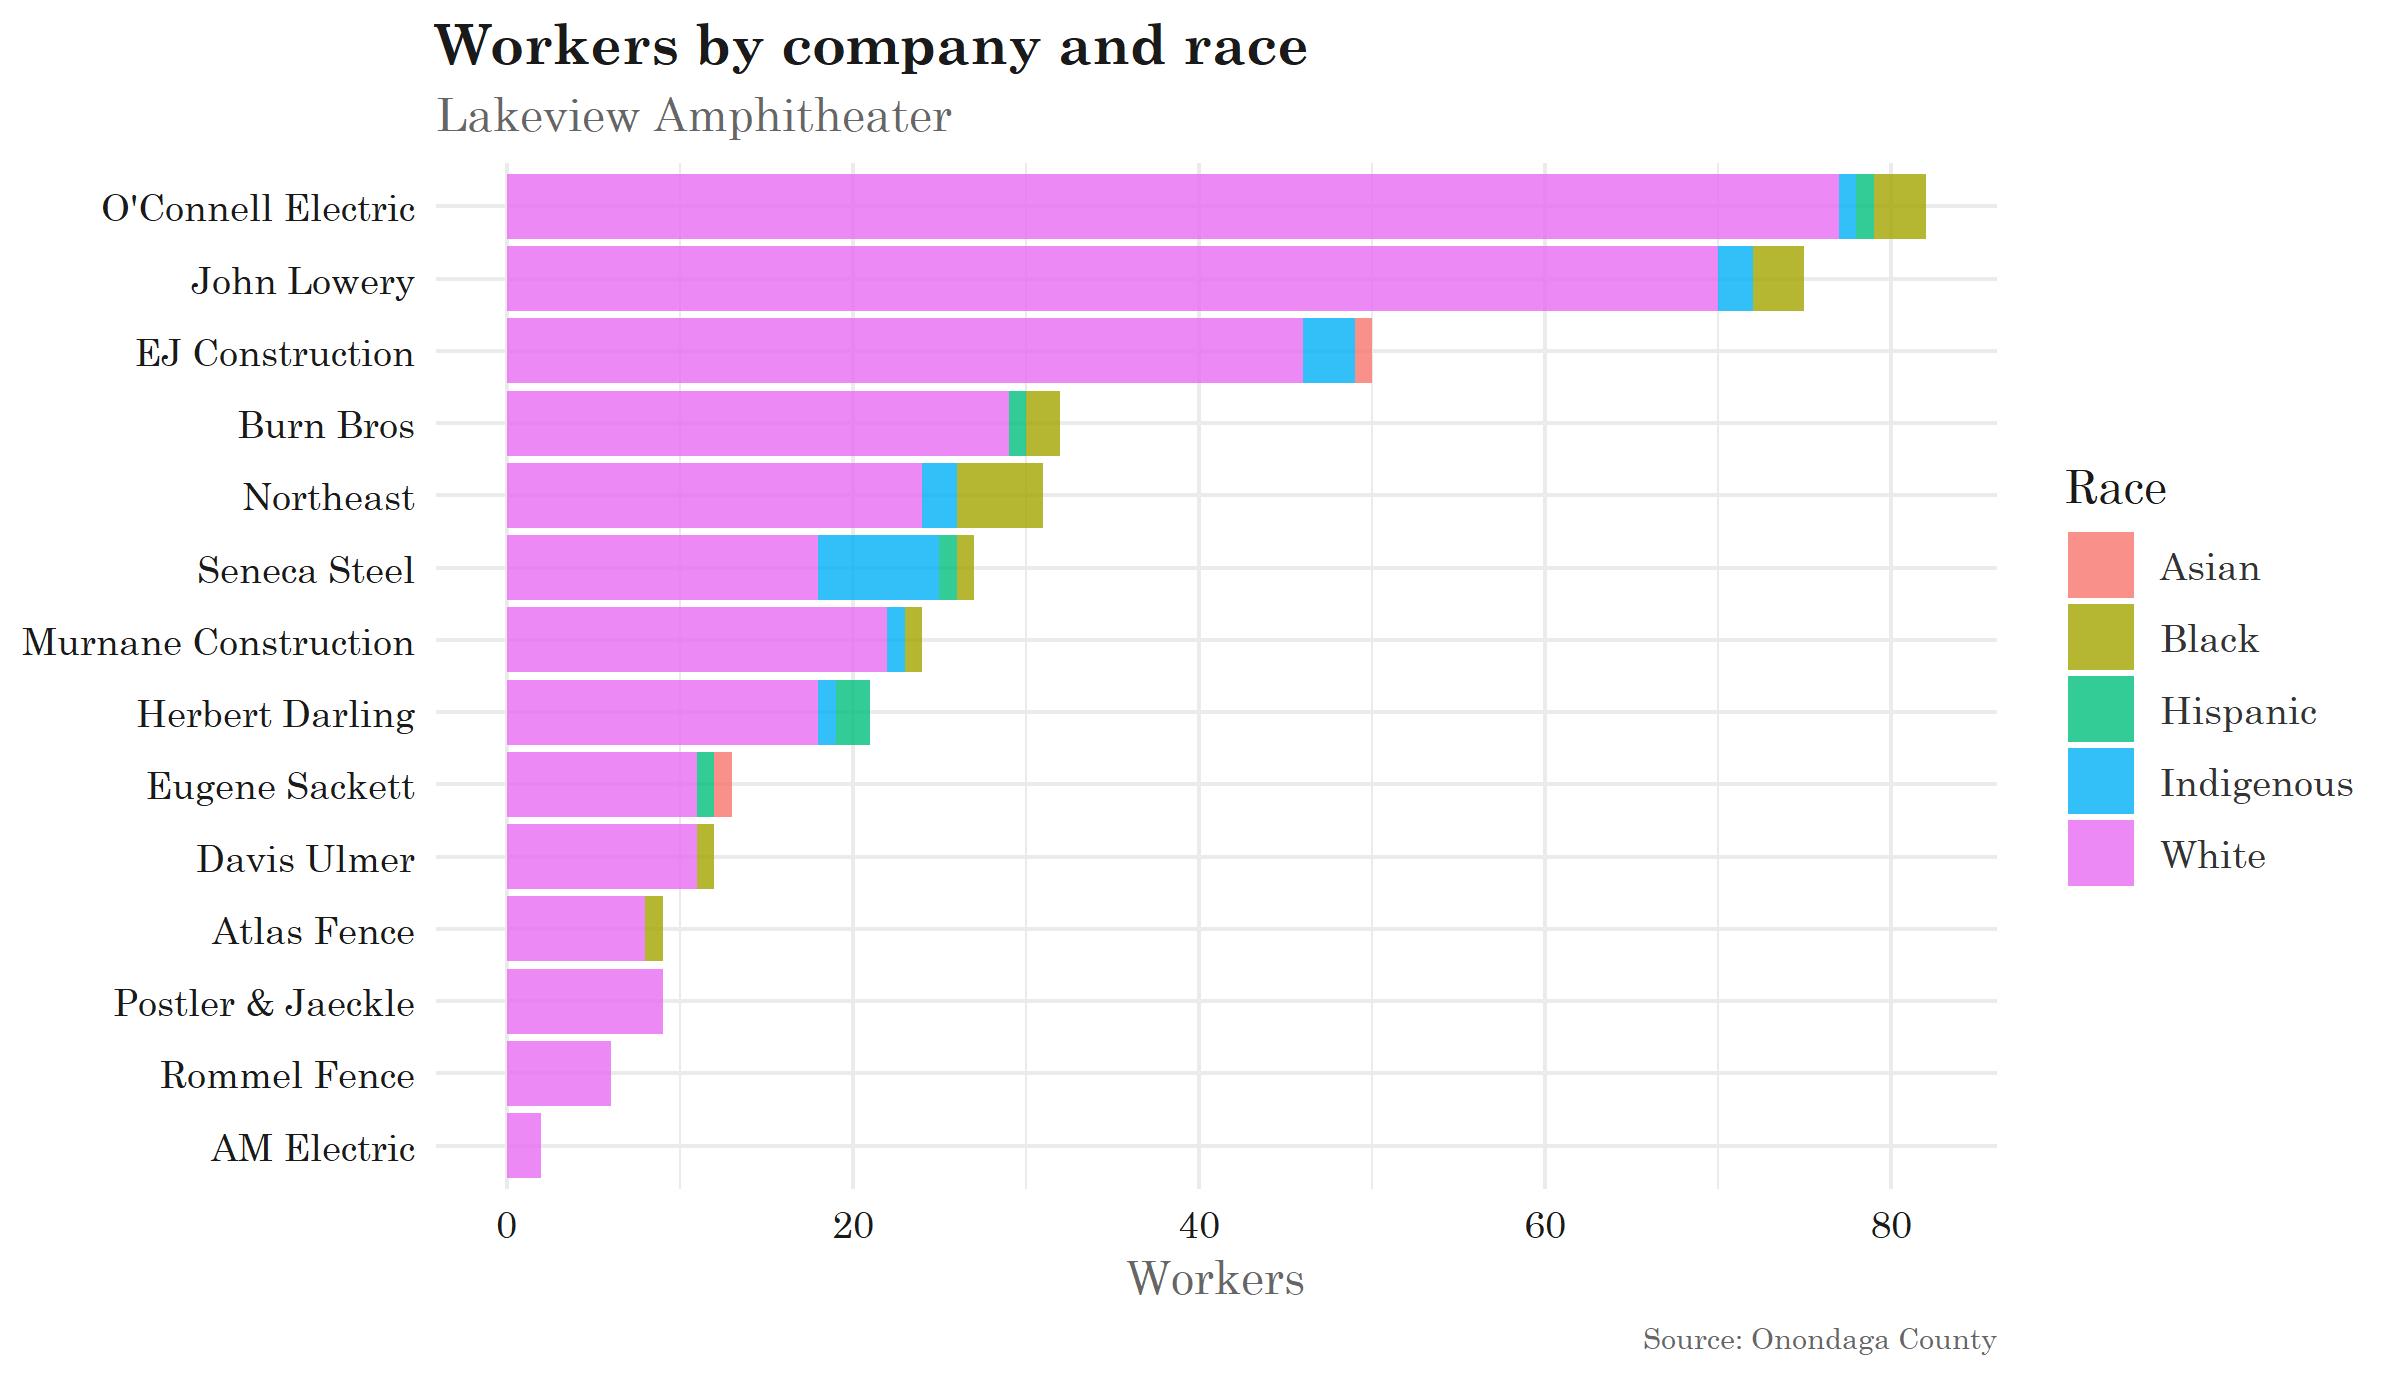 Workers by company and race
Lakeview Amphitheater
O'Connell Electric
John Lowery
EJ Construction
Burn Bros
Northeast
Seneca Steel
Murnane Construction
Herbert Darling
Eugene Sackett
Davis Ulmer
Atlas Fence
Postler & Jaeckle
Rommel Fence
AM Electric
0 20 40 60 80
Workers
Race
Asian
Black
Hispanic
Indigenous
White
Source: Onondaga County